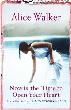 Alice Walker
Now is the Time to
Open Your Heart